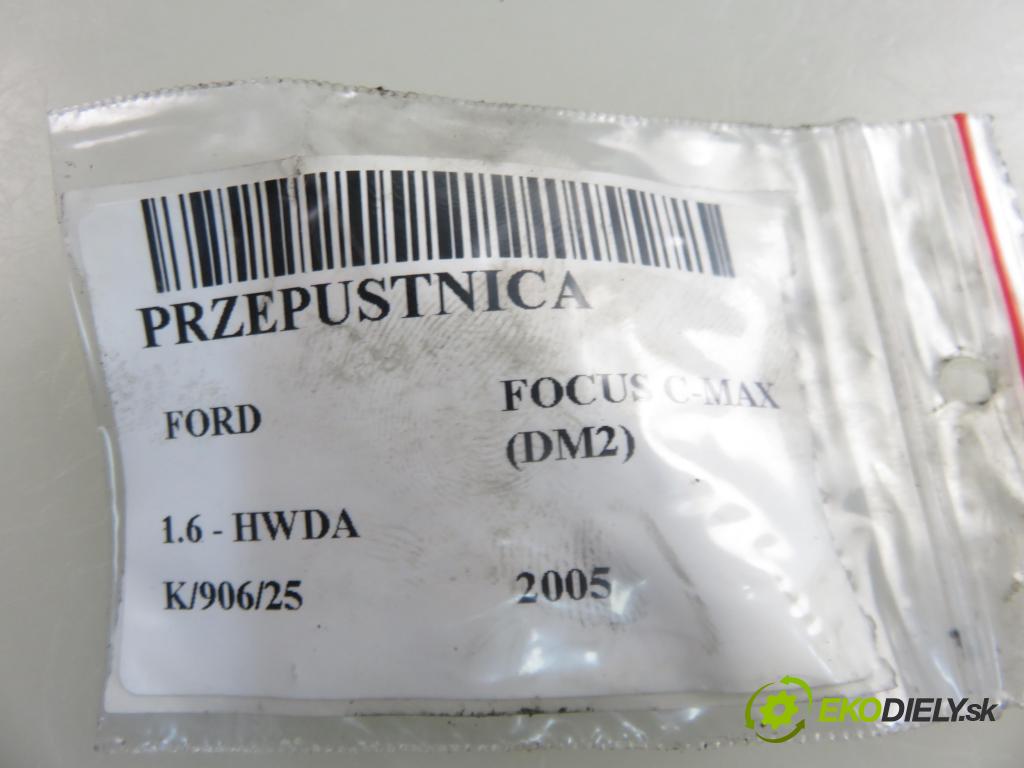 PRZEPUSTNICA
FORD
FOCUS C-MAX
(DM2)
1.6 - HWDA
K/906/25
2005
EKODIELY.sk